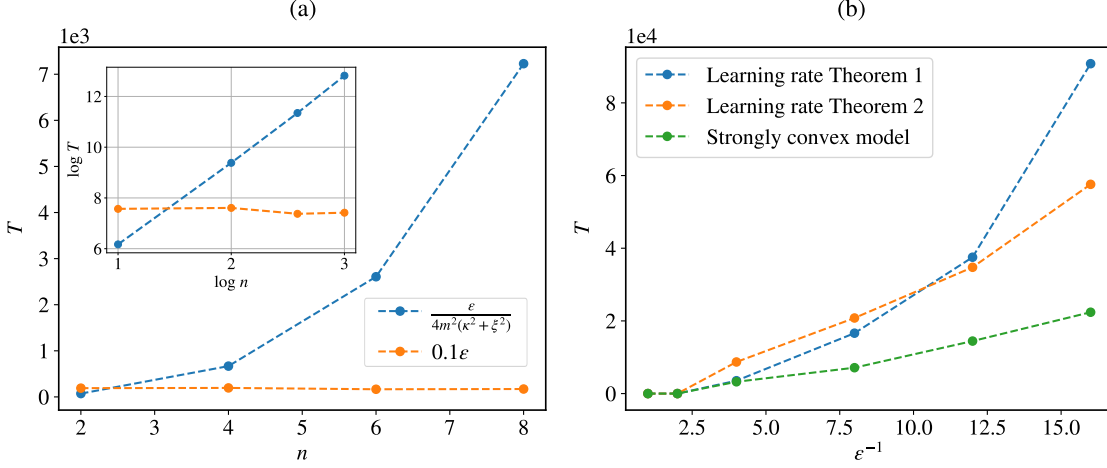 (a)
1e3
7
6
5
4
3
2
1
0
T
12
10
8
6
log T
1 2 3
log n
ε / 4m²(κ² + ξ²)
0.1ε
2 3 4 5 6 7 8
n
(b)
1e4
8
6
4
2
0
T
Learning rate Theorem 1
Learning rate Theorem 2
Strongly convex model
2.5 5.0 7.5 10.0 12.5 15.0
ε⁻¹